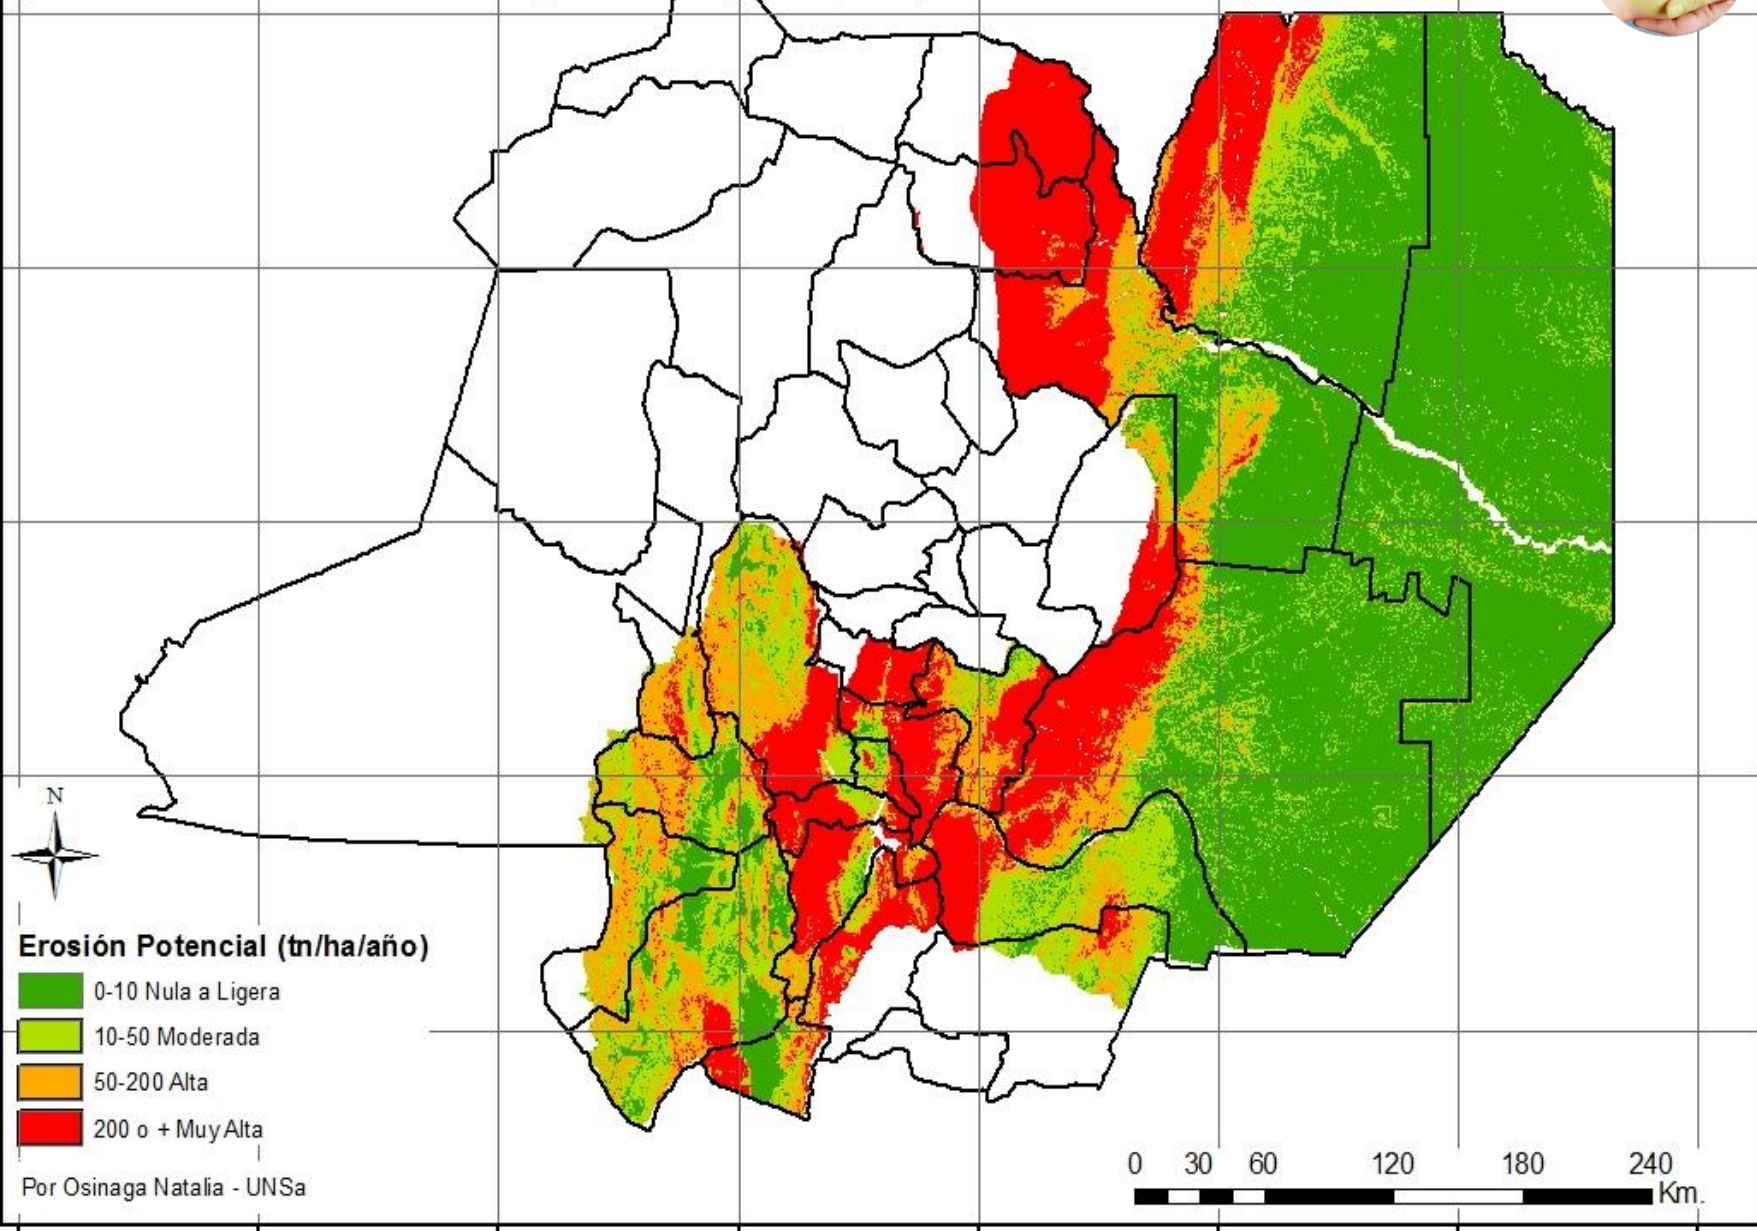 N
Erosión Potencial (tn/ha/año)
0-10 Nula a Ligera
10-50 Moderada
50-200 Alta
200 o + Muy Alta
Por Osinaga Natalia - UNSa
0 30 60 120 180 240
Km.